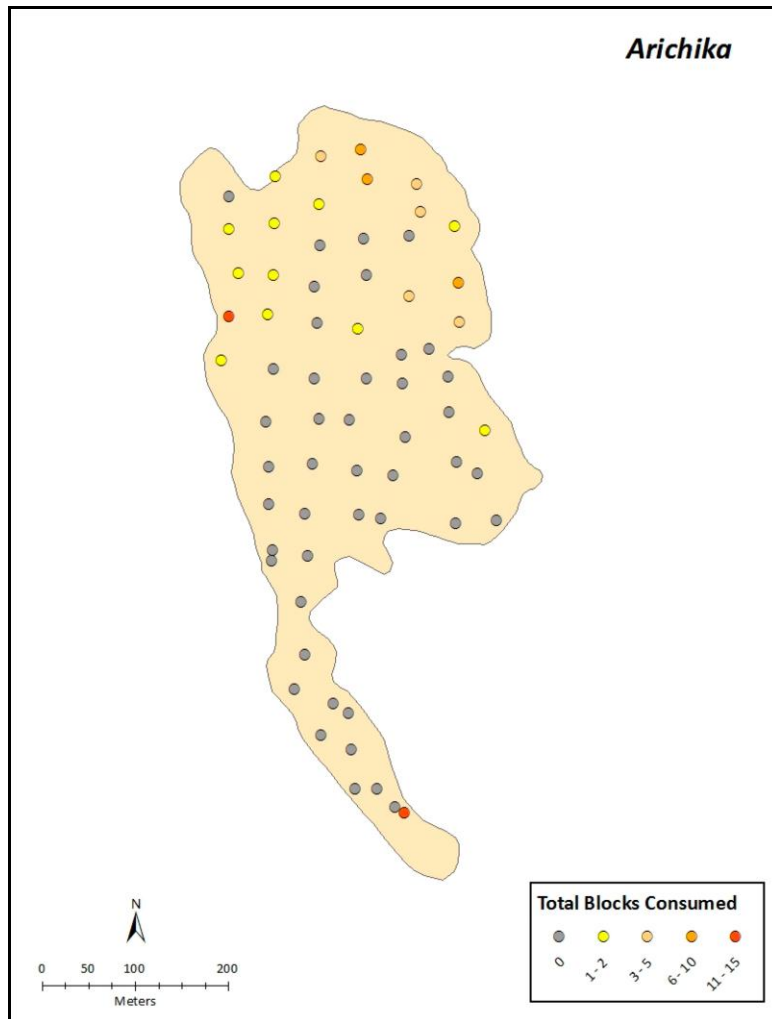 Arichika
N
0 50 100 200
Meters
Total Blocks Consumed
0 1 - 2 3 - 5 6 - 10 11 - 15